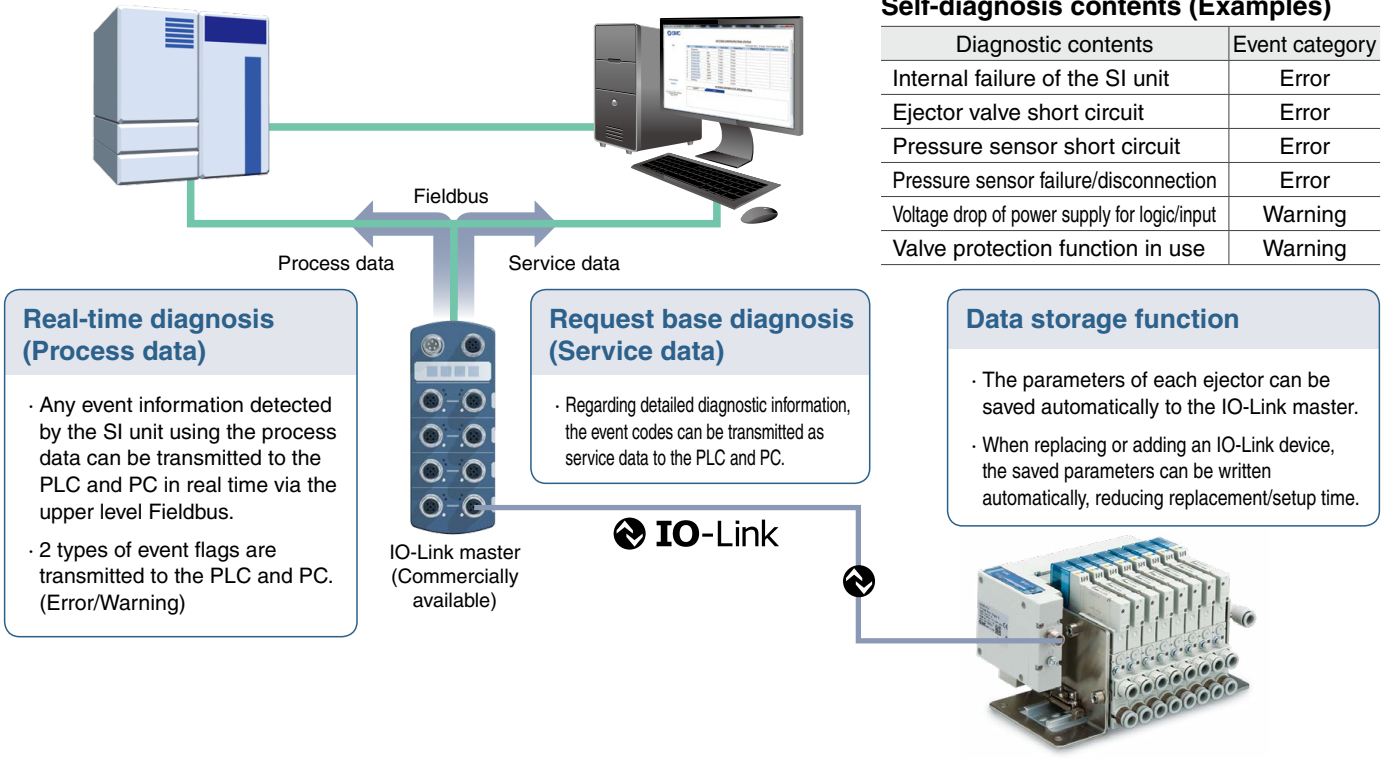 Self-diagnosis contents (Examples)
Diagnostic contents Event category
Internal failure of the SI unit Error
Ejector valve short circuit Error
Pressure sensor short circuit Error
Pressure sensor failure/disconnection Error
Voltage drop of power supply for logic/input Warning
Valve protection function in use Warning
SMC
Fieldbus
Process data
Service data
Real-time diagnosis
(Process data)
· Any event information detected
by the SI unit using the process
data can be transmitted to the
PLC and PC in real time via the
upper level Fieldbus.
· 2 types of event flags are
transmitted to the PLC and PC.
(Error/Warning)
IO-Link master
(Commercially
available)
Request base diagnosis
(Service data)
· Regarding detailed diagnostic information,
the event codes can be transmitted as
service data to the PLC and PC.
IO-Link
Data storage function
· The parameters of each ejector can be
saved automatically to the IO-Link master.
· When replacing or adding an IO-Link device,
the saved parameters can be written
automatically, reducing replacement/setup time.